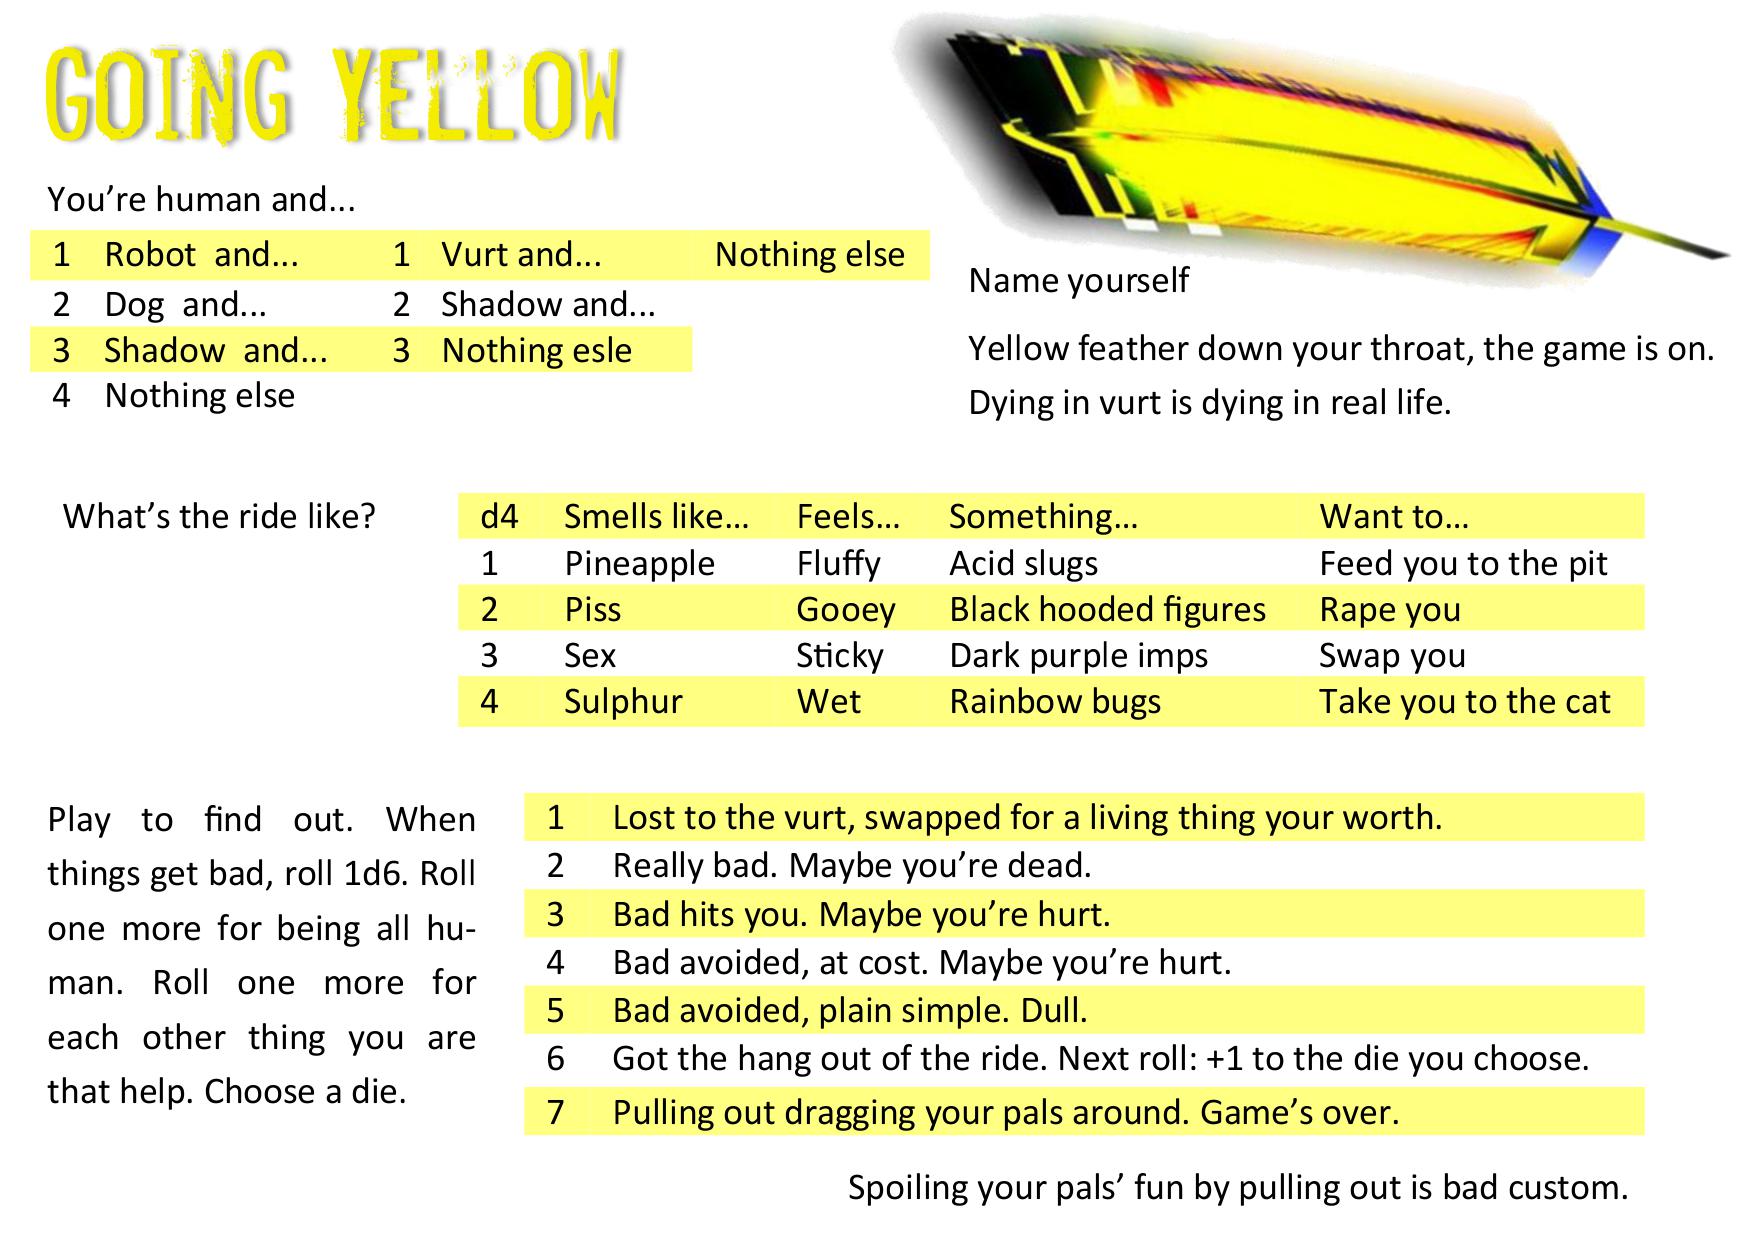 GOING YELLOW
You're human and...
1 Robot and... 1 Vurt and... Nothing else
2 Dog and... 2 Shadow and...
3 Shadow and... 3 Nothing esle
4 Nothing else
Name yourself
Yellow feather down your throat, the game is on.
Dying in vurt is dying in real life.
What's the ride like?
d4 Smells like... Feels... Something... Want to...
1 Pineapple Fluffy Acid slugs Feed you to the pit
2 Piss Gooey Black hooded figures Rape you
3 Sex Sticky Dark purple imps Swap you
4 Sulphur Wet Rainbow bugs Take you to the cat
Play to find out. When
things get bad, roll 1d6. Roll
one more for being all hu-
man. Roll one more for
each other thing you are
that help. Choose a die.
1 Lost to the vurt, swapped for a living thing your worth.
2 Really bad. Maybe you're dead.
3 Bad hits you. Maybe you're hurt.
4 Bad avoided, at cost. Maybe you're hurt.
5 Bad avoided, plain simple. Dull.
6 Got the hang out of the ride. Next roll: +1 to the die you choose.
7 Pulling out dragging your pals around. Game's over.
Spoiling your pals' fun by pulling out is bad custom.